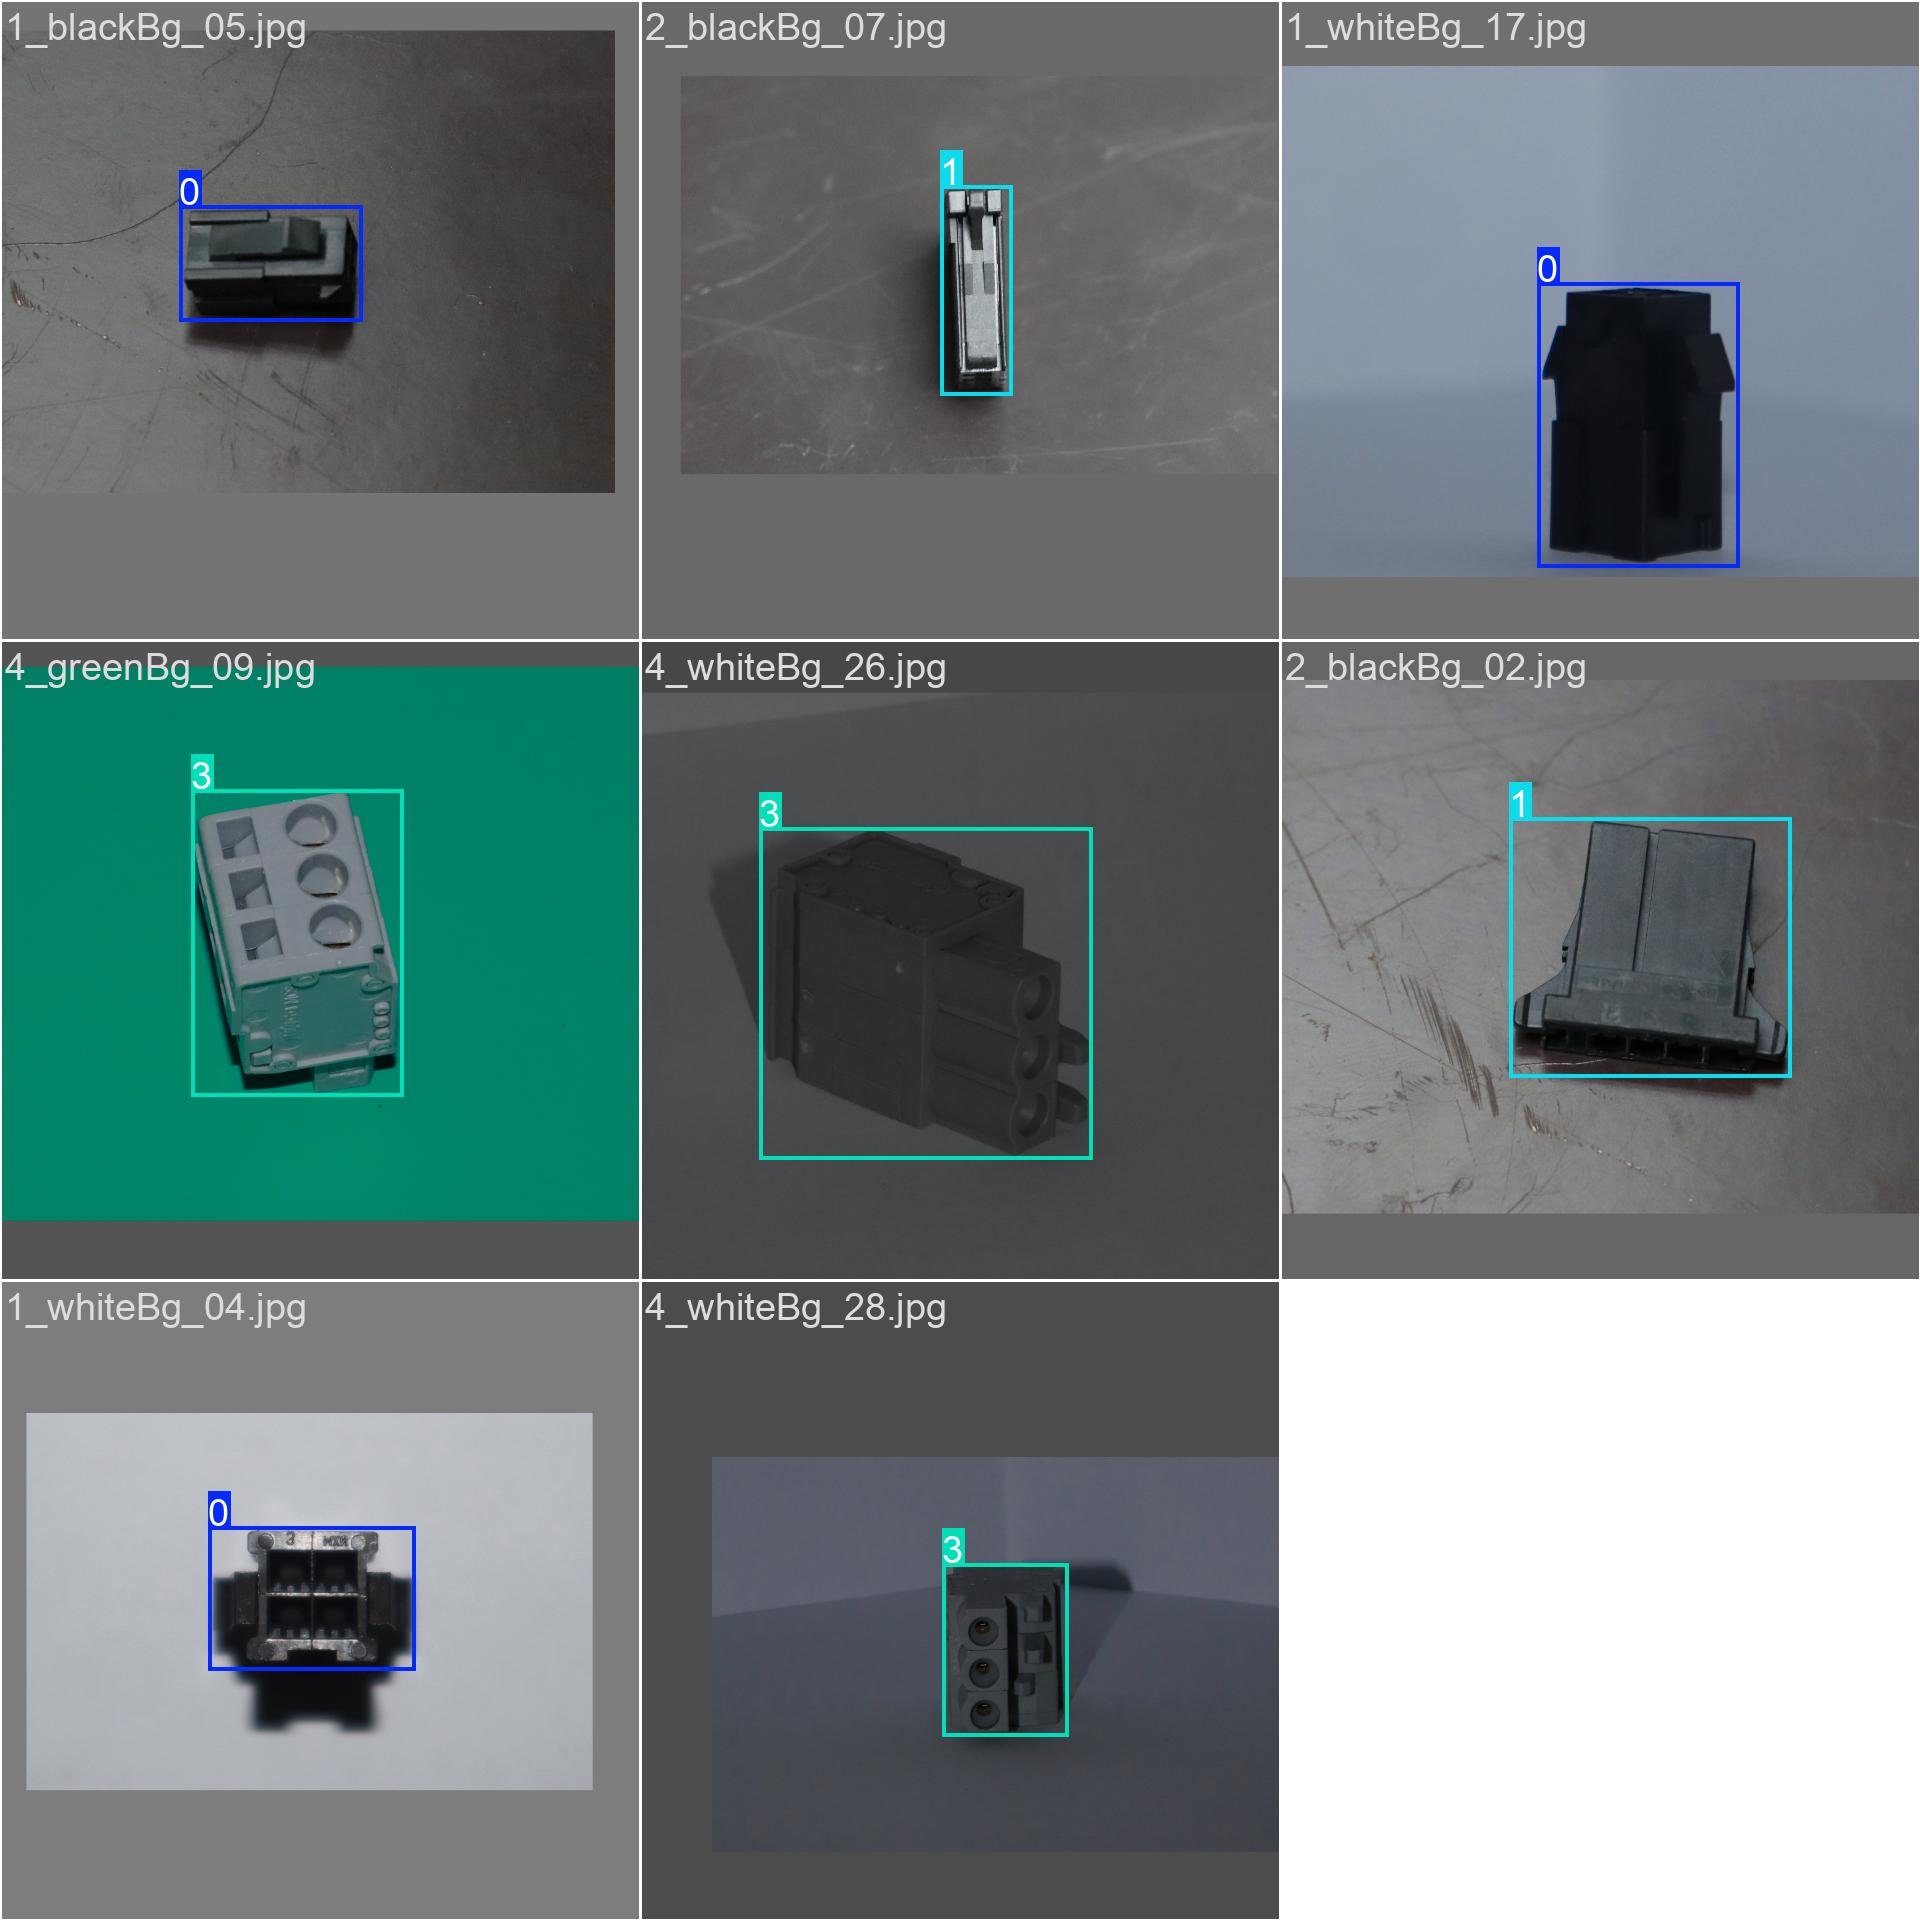 1_blackBg_05.jpg
2_blackBg_07.jpg
1_whiteBg_17.jpg
0
1
0
4_greenBg_09.jpg
4_whiteBg_26.jpg
2_blackBg_02.jpg
3
3
1
1_whiteBg_04.jpg
4_whiteBg_28.jpg
0
3
3